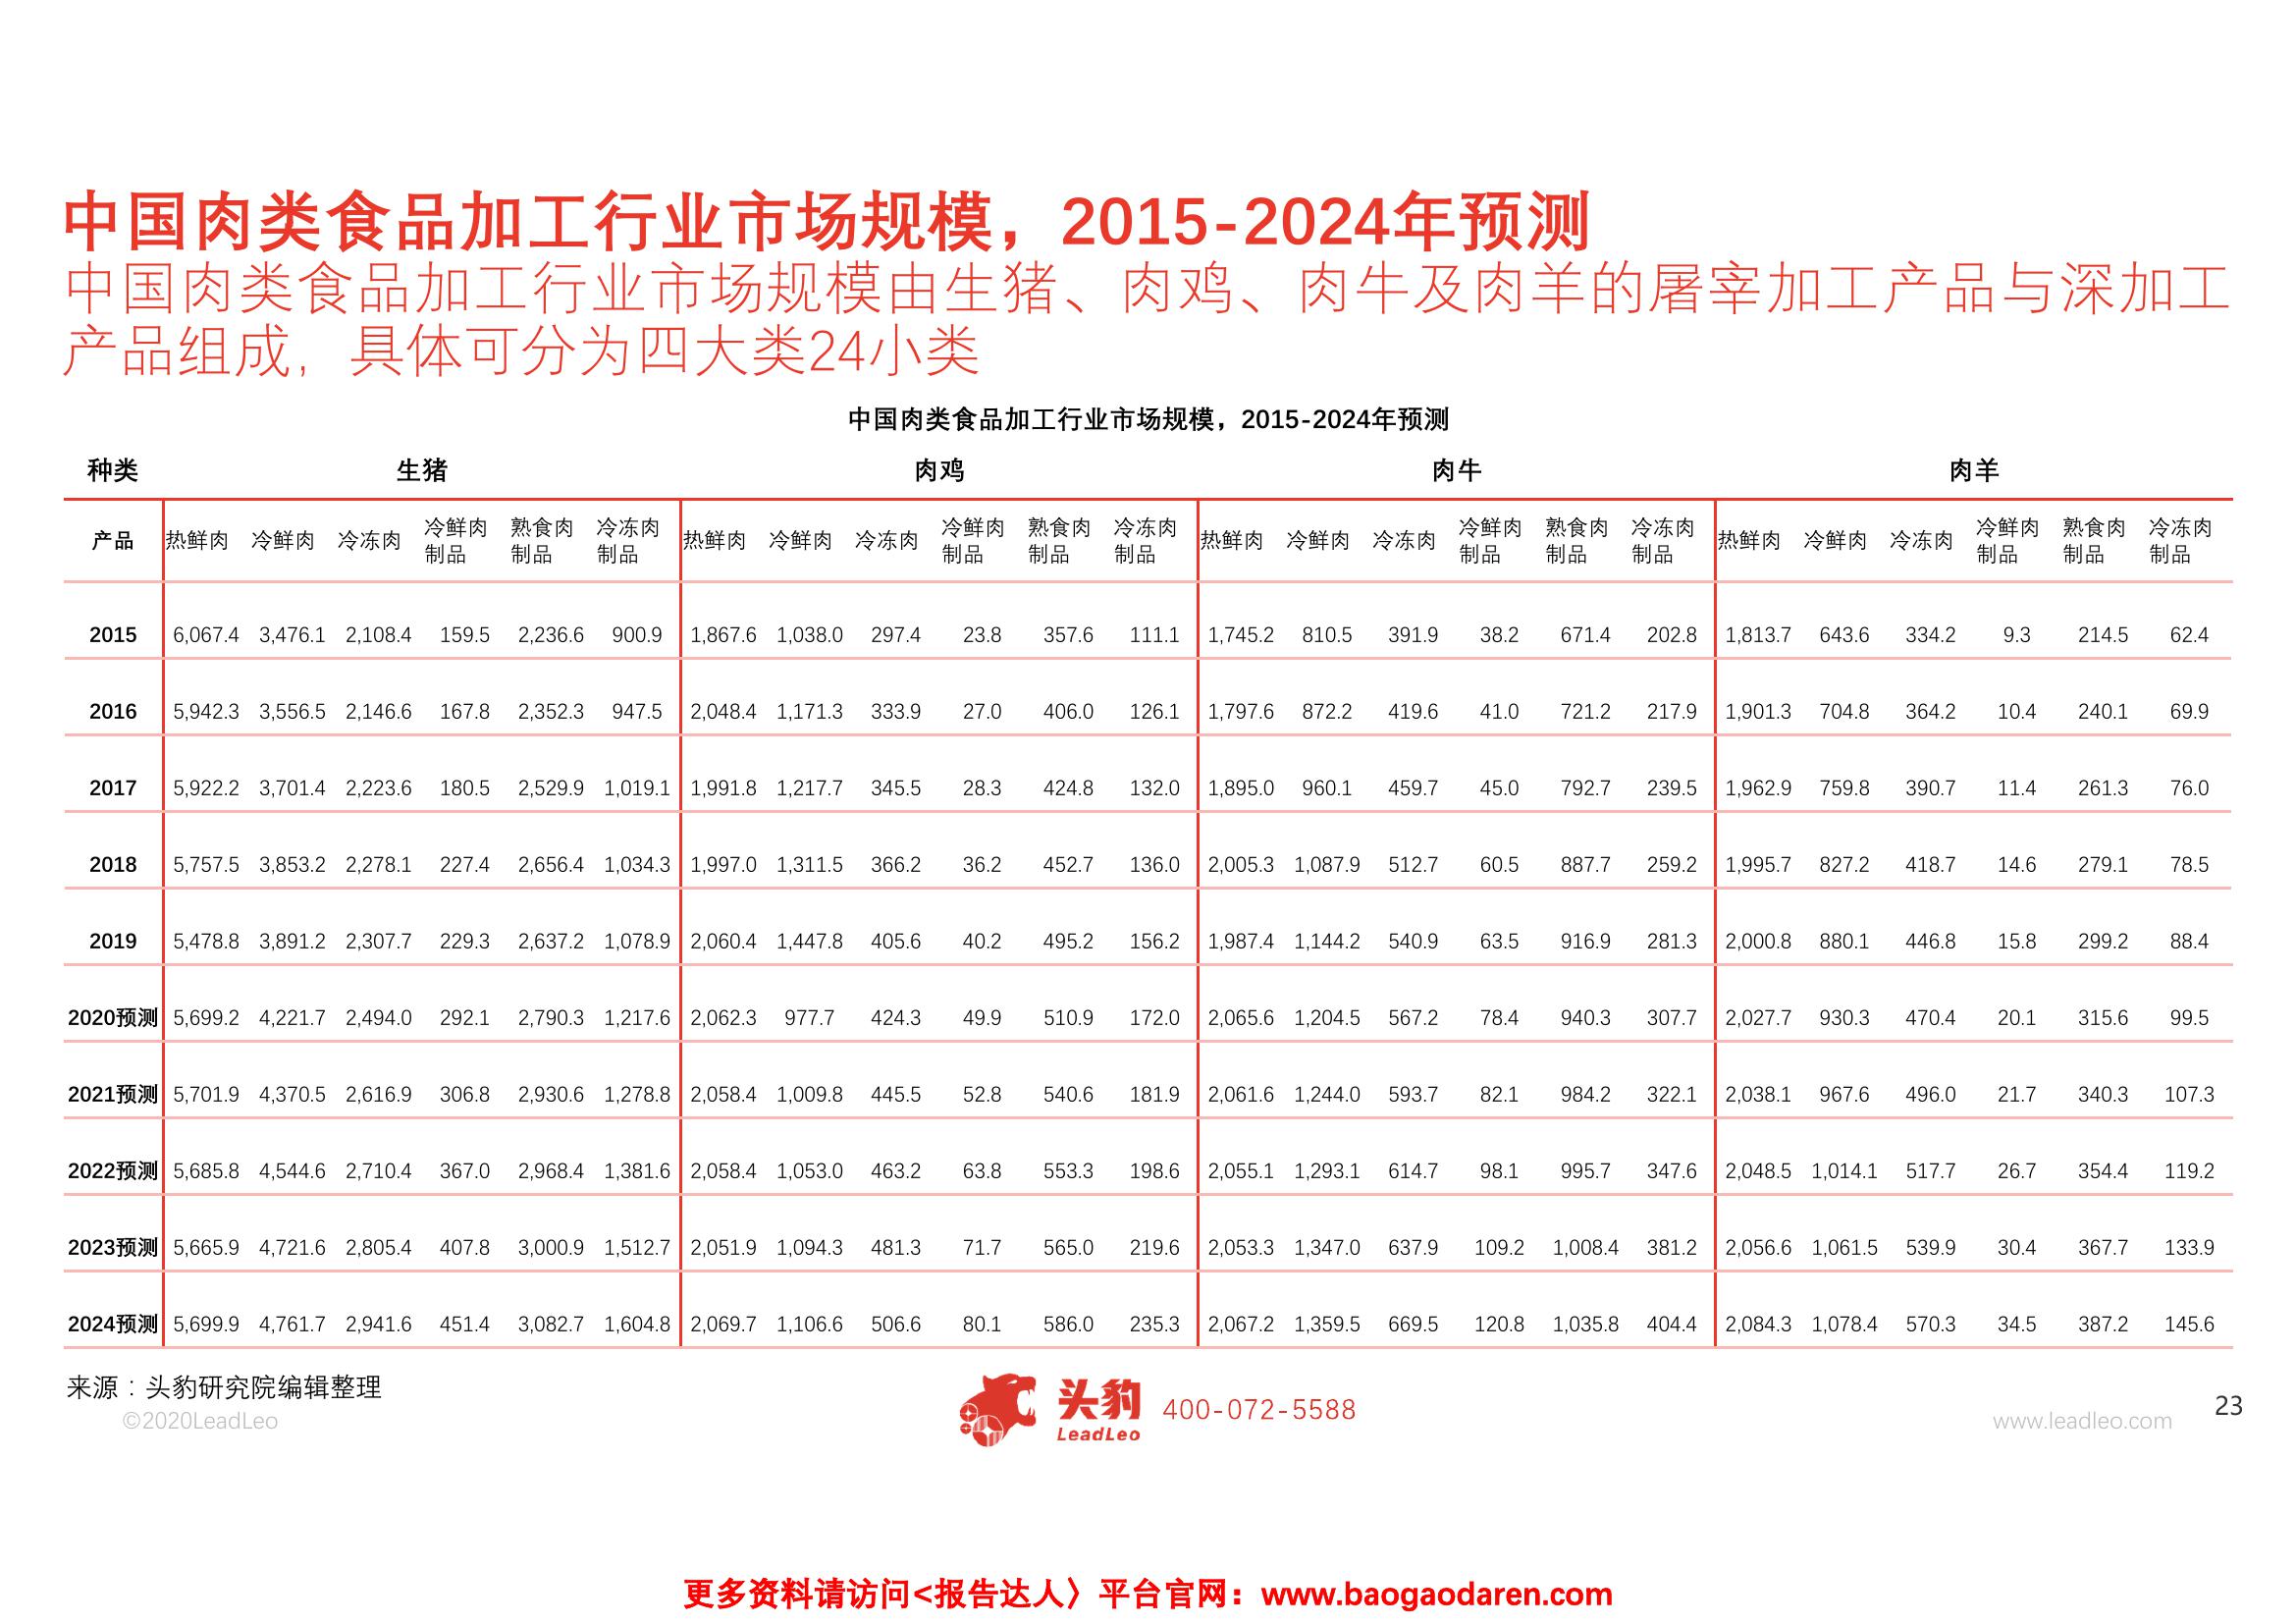 中国肉类食品加工行业市场规模，2015-2024年预测
中国肉类食品加工行业市场规模由生猪、肉鸡、肉牛及肉羊的屠宰加工产品与深加工
产品组成，具体可分为四大类24小类
中国肉类食品加工行业市场规模，2015-2024年预测
种类 生猪 肉鸡 肉牛 肉羊
产品 热鲜肉 冷鲜肉 冷冻肉 冷鲜肉制品 熟食肉制品 冷冻肉制品 热鲜肉 冷鲜肉 冷冻肉 冷鲜肉制品 熟食肉制品 冷冻肉制品 热鲜肉 冷鲜肉 冷冻肉 冷鲜肉制品 熟食肉制品 冷冻肉制品 热鲜肉 冷鲜肉 冷冻肉 冷鲜肉制品 熟食肉制品 冷冻肉制品
2015 6,067.4 3,476.1 2,108.4 159.5 2,236.6 900.9 1,867.6 1,038.0 297.4 23.8 357.6 111.1 1,745.2 810.5 391.9 38.2 671.4 202.8 1,813.7 643.6 334.2 9.3 214.5 62.4
2016 5,942.3 3,556.5 2,146.6 167.8 2,352.3 947.5 2,048.4 1,171.3 333.9 27.0 406.0 126.1 1,797.6 872.2 419.6 41.0 721.2 217.9 1,901.3 704.8 364.2 10.4 240.1 69.9
2017 5,922.2 3,701.4 2,223.6 180.5 2,529.9 1,019.1 1,991.8 1,217.7 345.5 28.3 424.8 132.0 1,895.0 960.1 459.7 45.0 792.7 239.5 1,962.9 759.8 390.7 11.4 261.3 76.0
2018 5,757.5 3,853.2 2,278.1 227.4 2,656.4 1,034.3 1,997.0 1,311.5 366.2 36.2 452.7 136.0 2,005.3 1,087.9 512.7 60.5 887.7 259.2 1,995.7 827.2 418.7 14.6 279.1 78.5
2019 5,478.8 3,891.2 2,307.7 229.3 2,637.2 1,078.9 2,060.4 1,447.8 405.6 40.2 495.2 156.2 1,987.4 1,144.2 540.9 63.5 916.9 281.3 2,000.8 880.1 446.8 15.8 299.2 88.4
2020预测 5,699.2 4,221.7 2,494.0 292.1 2,790.3 1,217.6 2,062.3 977.7 424.3 49.9 510.9 172.0 2,065.6 1,204.5 567.2 78.4 940.3 307.7 2,027.7 930.3 470.4 20.1 315.6 99.5
2021预测 5,701.9 4,370.5 2,616.9 306.8 2,930.6 1,278.8 2,058.4 1,009.8 445.5 52.8 540.6 181.9 2,061.6 1,244.0 593.7 82.1 984.2 322.1 2,038.1 967.6 496.0 21.7 340.3 107.3
2022预测 5,685.8 4,544.6 2,710.4 367.0 2,968.4 1,381.6 2,058.4 1,053.0 463.2 63.8 553.3 198.6 2,055.1 1,293.1 614.7 98.1 995.7 347.6 2,048.5 1,014.1 517.7 26.7 354.4 119.2
2023预测 5,665.9 4,721.6 2,805.4 407.8 3,000.9 1,512.7 2,051.9 1,094.3 481.3 71.7 565.0 219.6 2,053.3 1,347.0 637.9 109.2 1,008.4 381.2 2,056.6 1,061.5 539.9 30.4 367.7 133.9
2024预测 5,699.9 4,761.7 2,941.6 451.4 3,082.7 1,604.8 2,069.7 1,106.6 506.6 80.1 586.0 235.3 2,067.2 1,359.5 669.5 120.8 1,035.8 404.4 2,084.3 1,078.4 570.3 34.5 387.2 145.6
来源：头豹研究院编辑整理
©2020LeadLeo
头豹
LeadLeo
400-072-5588
www.leadleo.com
23
更多资料请访问<报告达人〉平台官网：www.baogaodaren.com